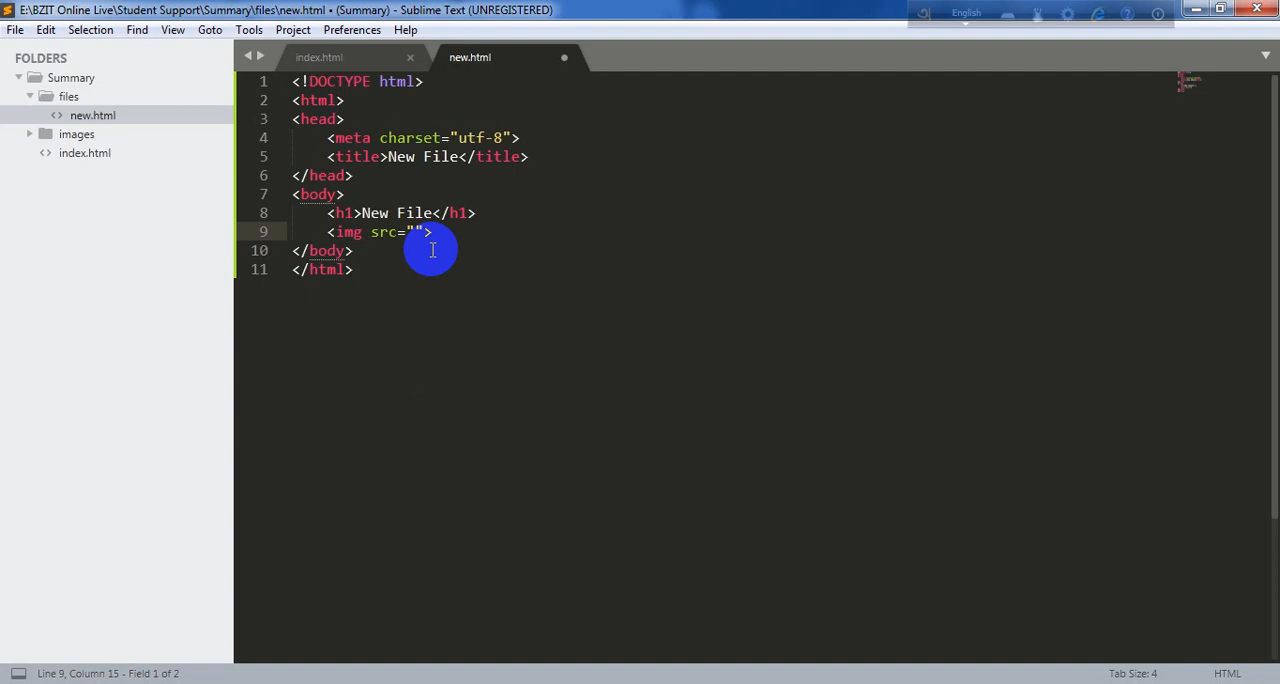 E:\BZIT Online Live\Student Support\Summary\files\new.html • (Summary) - Sublime Text (UNREGISTERED)
English
File Edit Selection Find View Goto Tools Project Preferences Help
FOLDERS
Summary
files
new.html
images
index.html
index.html
new.html
1 <!DOCTYPE html>
2 <html>
3 <head>
4 <meta charset="utf-8">
5 <title>New File</title>
6 </head>
7 <body>
8 <h1>New File</h1>
9 <img src="">
10 </body>
11 </html>
Line 9, Column 15 - Field 1 of 2
Tab Size: 4
HTML